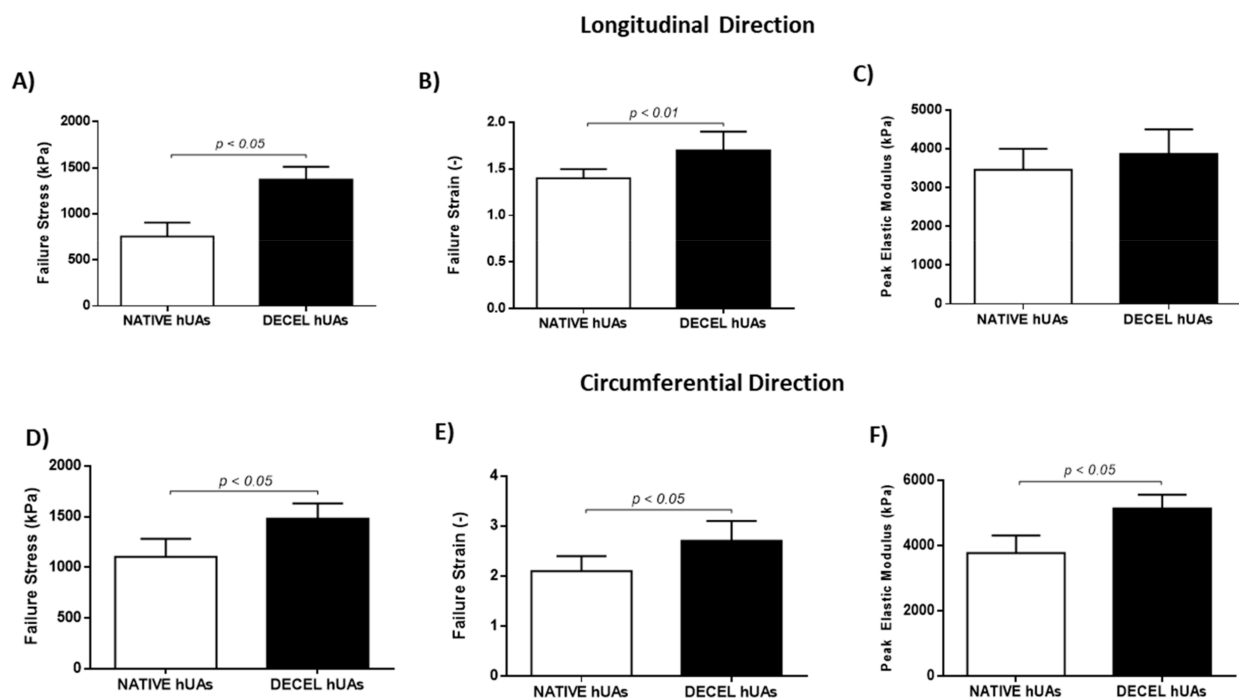 Longitudinal Direction
A)
Failure Stress (kPa)
2000
1500
1000
500
0
p < 0.05
NATIVE hUAs DECEL hUAs
B)
Failure Strain (-)
2.0
1.5
1.0
0.5
0.0
p < 0.01
NATIVE hUAs DECEL hUAs
C)
Peak Elastic Modulus (kPa)
5000
4000
3000
2000
1000
0
NATIVE hUAs DECEL hUAs
Circumferential Direction
D)
Failure Stress (kPa)
2000
1500
1000
500
0
p < 0.05
NATIVE hUAs DECEL hUAs
E)
Failure Strain (-)
4
3
2
1
0
p < 0.05
NATIVE hUAs DECEL hUAs
F)
Peak Elastic Modulus (kPa)
6000
4000
2000
0
p < 0.05
NATIVE hUAs DECEL hUAs